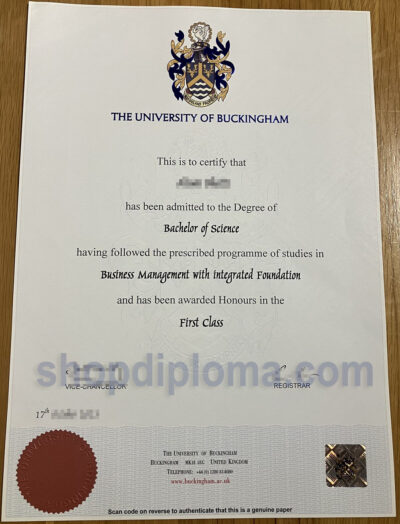 THE UNIVERSITY OF BUCKINGHAM
This is to certify that
has been admitted to the Degree of
Bachelor of Science
having followed the prescribed programme of studies in
Business Management with integrated Foundation
and has been awarded Honours in the
First Class
shopdiploma.com
VICE-CHANCELLOR REGISTRAR
17th
THE UNIVERSITY OF BUCKINGHAM
BUCKINGHAM MK18 1EG UNITED KINGDOM
www.buckingham.ac.uk
Scan code on reverse to authenticate that this is a genuine paper